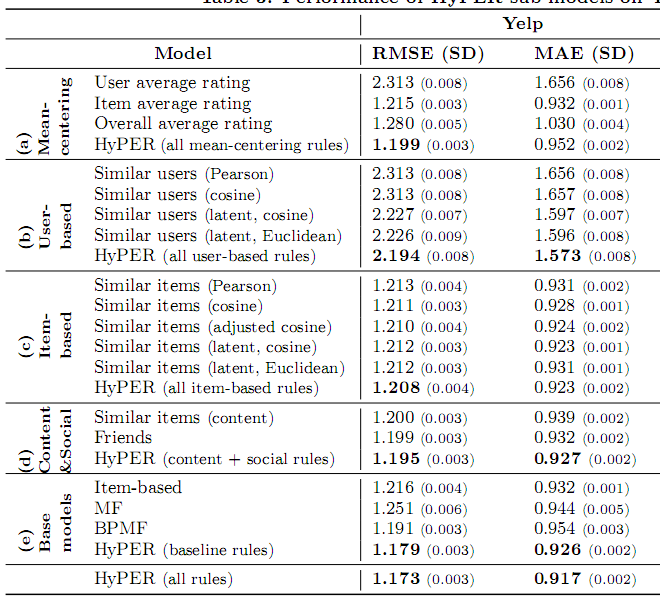 Table 5: Performance of HyPER sub-models on
Yelp
Model RMSE (SD) MAE (SD)
(a) Mean-centering
User average rating 2.313 (0.008) 1.656 (0.008)
Item average rating 1.215 (0.003) 0.932 (0.001)
Overall average rating 1.280 (0.005) 1.030 (0.004)
HyPER (all mean-centering rules) 1.199 (0.003) 0.952 (0.002)
(b) User-based
Similar users (Pearson) 2.313 (0.008) 1.656 (0.008)
Similar users (cosine) 2.313 (0.008) 1.657 (0.008)
Similar users (latent, cosine) 2.227 (0.007) 1.597 (0.007)
Similar users (latent, Euclidean) 2.226 (0.009) 1.596 (0.008)
HyPER (all user-based rules) 2.194 (0.008) 1.573 (0.008)
(c) Item-based
Similar items (Pearson) 1.213 (0.004) 0.931 (0.002)
Similar items (cosine) 1.211 (0.003) 0.928 (0.001)
Similar items (adjusted cosine) 1.210 (0.004) 0.924 (0.002)
Similar items (latent, cosine) 1.212 (0.003) 0.923 (0.001)
Similar items (latent, Euclidean) 1.212 (0.003) 0.931 (0.001)
HyPER (all item-based rules) 1.208 (0.004) 0.923 (0.002)
(d) Content &Social
Similar items (content) 1.200 (0.003) 0.939 (0.002)
Friends 1.199 (0.003) 0.932 (0.002)
HyPER (content + social rules) 1.195 (0.003) 0.927 (0.002)
(e) Base models
Item-based 1.216 (0.004) 0.932 (0.001)
MF 1.251 (0.006) 0.944 (0.005)
BPMF 1.191 (0.003) 0.954 (0.003)
HyPER (baseline rules) 1.179 (0.003) 0.926 (0.002)
HyPER (all rules) 1.173 (0.003) 0.917 (0.002)